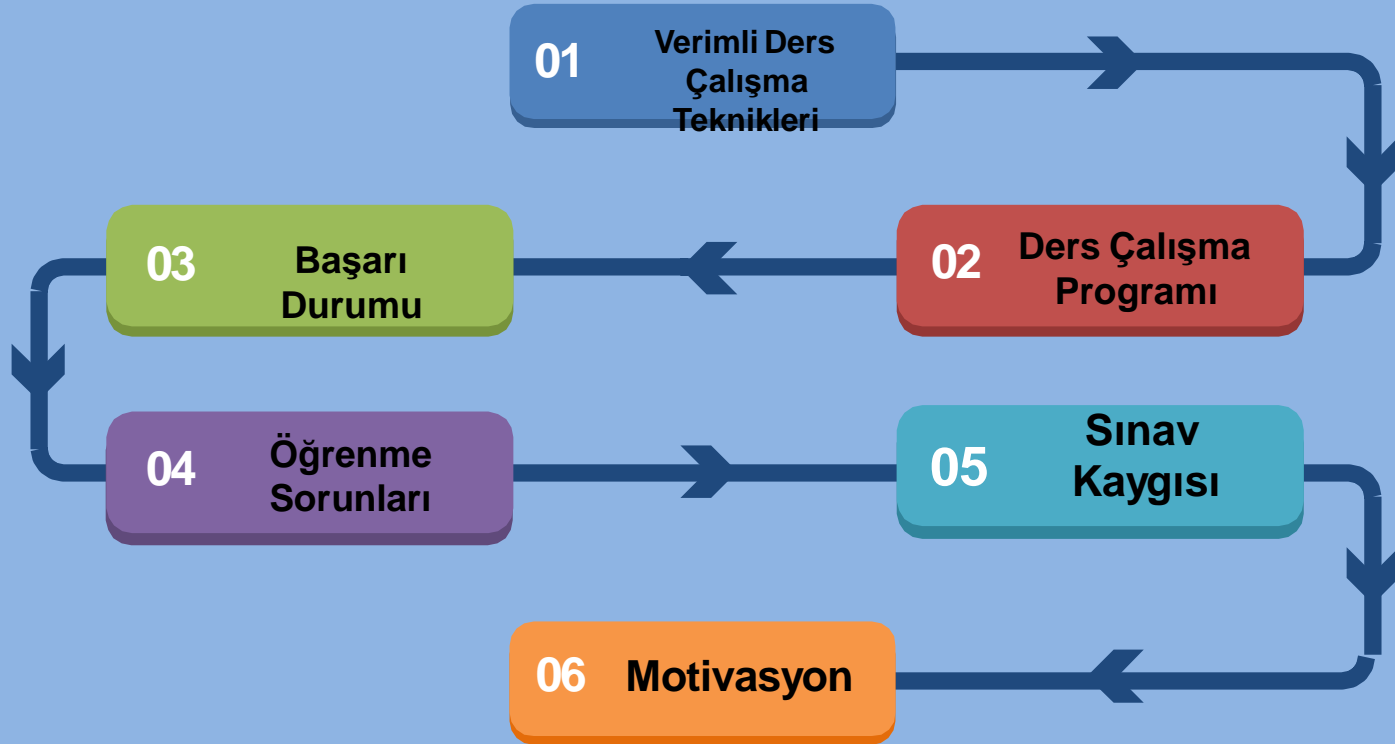 01
Verimli Ders
Çalışma
Teknikleri
02
Ders Çalışma
Programı
03
Başarı
Durumu
04
Öğrenme
Sorunları
05
Sınav
Kaygısı
06
Motivasyon